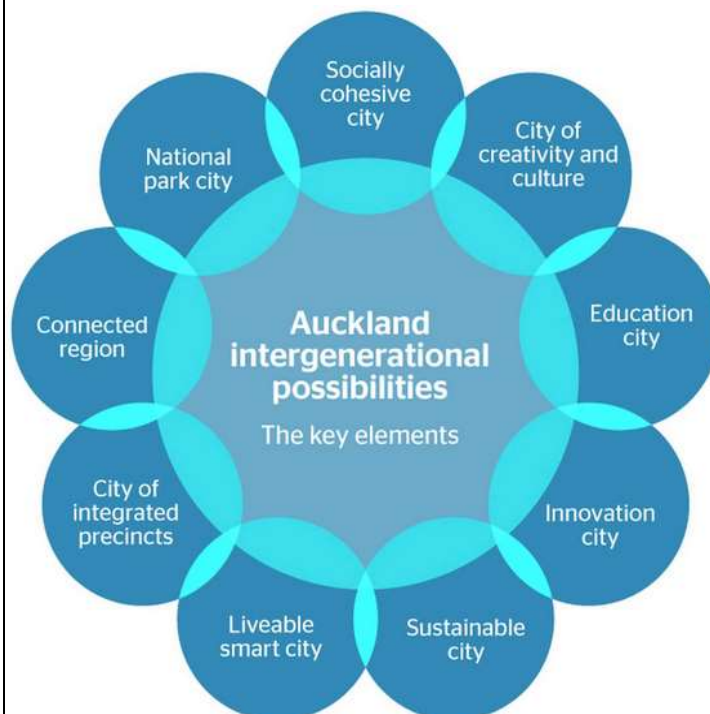 Socially
cohesive
city
City of
creativity and
culture
Education
city
Innovation
city
Sustainable
city
Liveable
smart city
City of
integrated
precincts
Connected
region
National
park city
Auckland
intergenerational
possibilities
The key elements